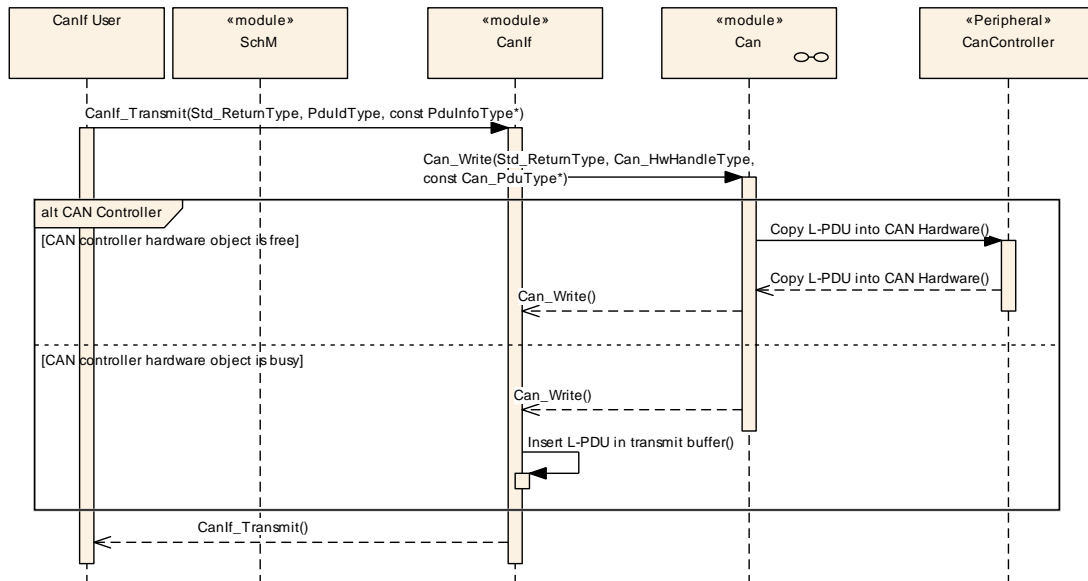 CanIf User
«module»
SchM
«module»
CanIf
«module»
Can
«Peripheral»
CanController
CanIf_Transmit(Std_ReturnType, PduIdType, const PduInfoType*)
Can_Write(Std_ReturnType, Can_HwHandleType,
const Can_PduType*)
alt CAN Controller
[CAN controller hardware object is free]
Copy L-PDU into CAN Hardware()
Copy L-PDU into CAN Hardware()
Can_Write()
[CAN controller hardware object is busy]
Can_Write()
Insert L-PDU in transmit buffer()
CanIf_Transmit()